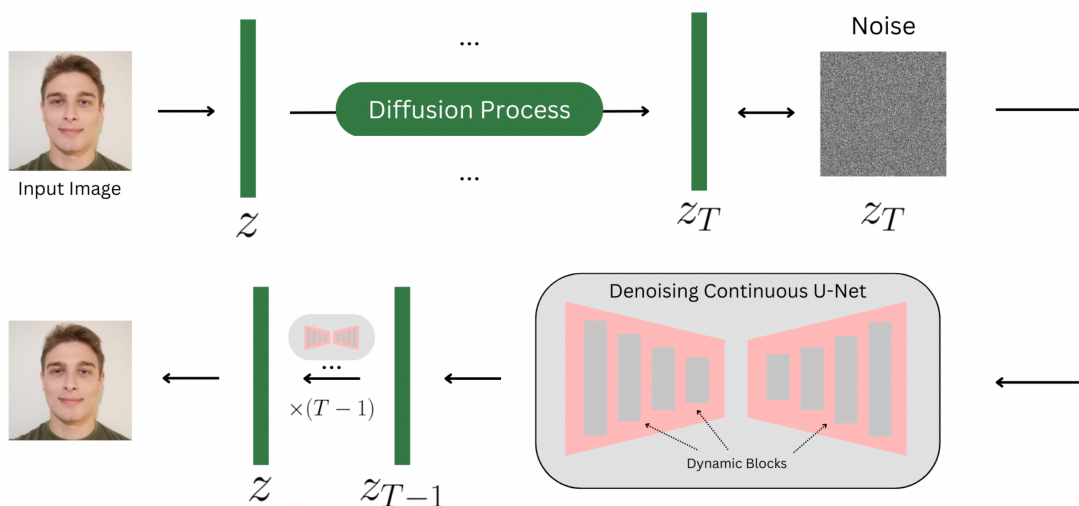 ...
Noise
Diffusion Process
Input Image
...
z
z_T
z_T
Denoising Continuous U-Net
...
×(T − 1)
Dynamic Blocks
z
z_{T−1}